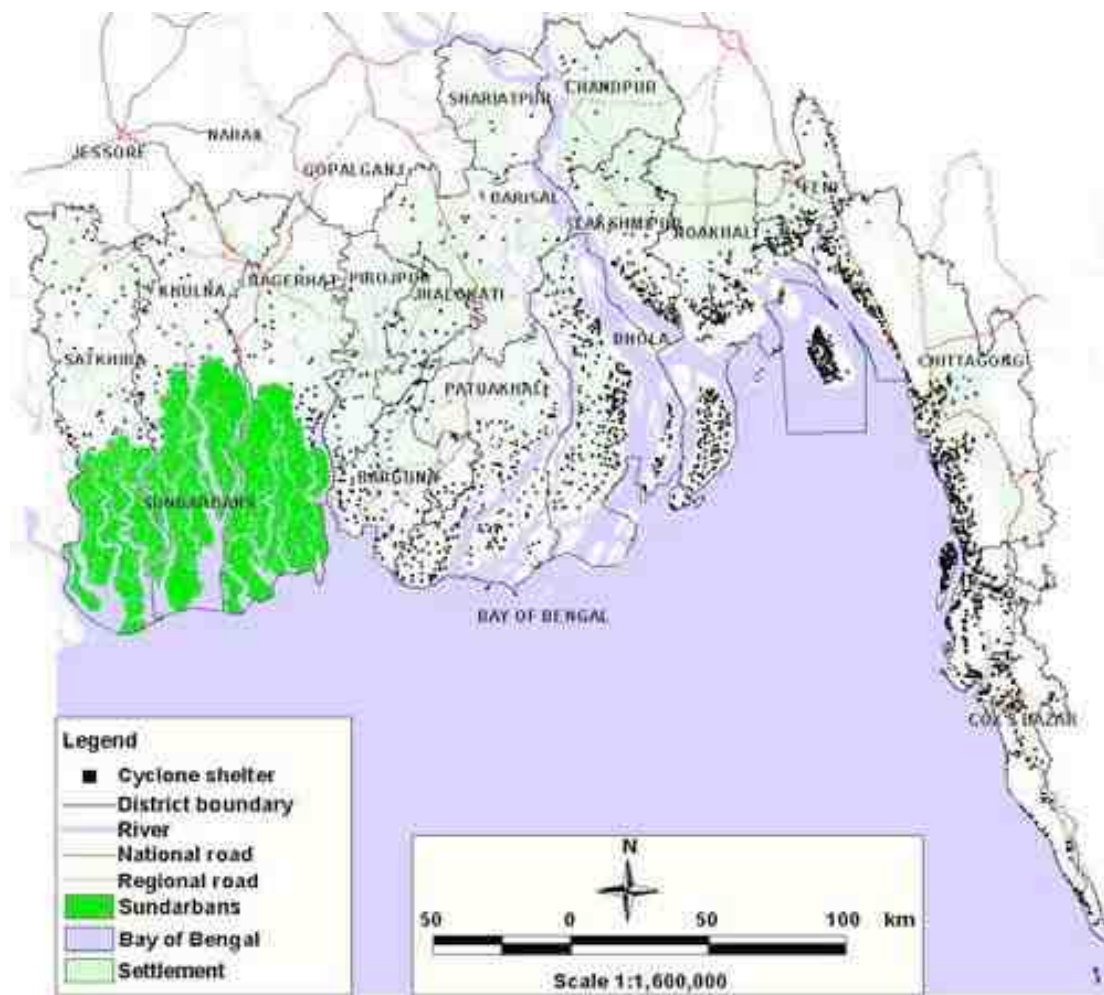 SHARIATPUR
CHANDPUR
NARAIL
JESSORE
GOPALGANJ
FENI
BARISAL
LAKSHMIPUR
NOAKHALI
KHULNA
BAGERHAT
PIROJPUR
JHALOKATI
BHOLA
SATKHIRA
CHITTAGONG
PATUAKHALI
BARGUNA
SUNDARBANS
BAY OF BENGAL
COX'S BAZAR
Legend
Cyclone shelter
District boundary
River
National road
Regional road
Sundarbans
Bay of Bengal
Settlement
N
50 0 50 100 km
Scale 1:1,600,000